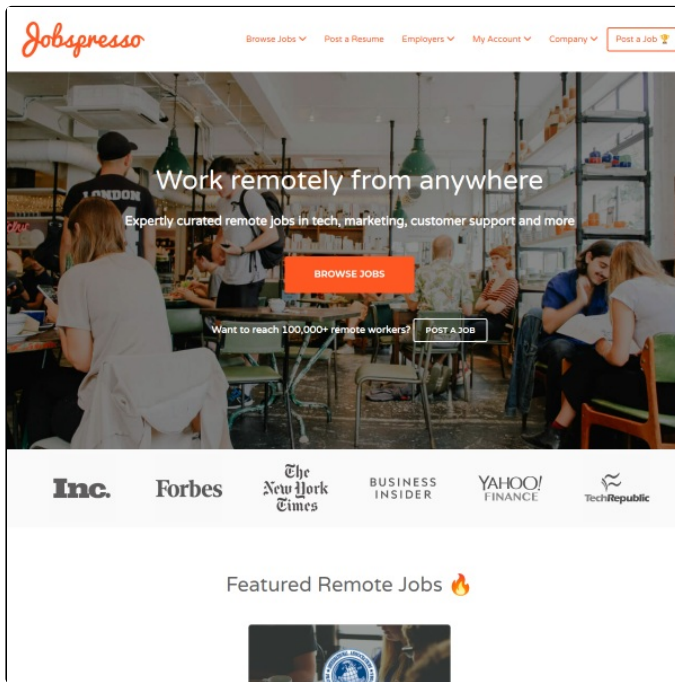 Jobspresso
Browse Jobs Post a Resume Employers My Account Company Post a Job 🏆
LONDON
Work remotely from anywhere
Expertly curated remote jobs in tech, marketing, customer support and more
BROWSE JOBS
Want to reach 100,000+ remote workers? POST A JOB
Inc.
Forbes
The
New York
Times
BUSINESS
INSIDER
YAHOO!
FINANCE
TechRepublic
Featured Remote Jobs 🔥